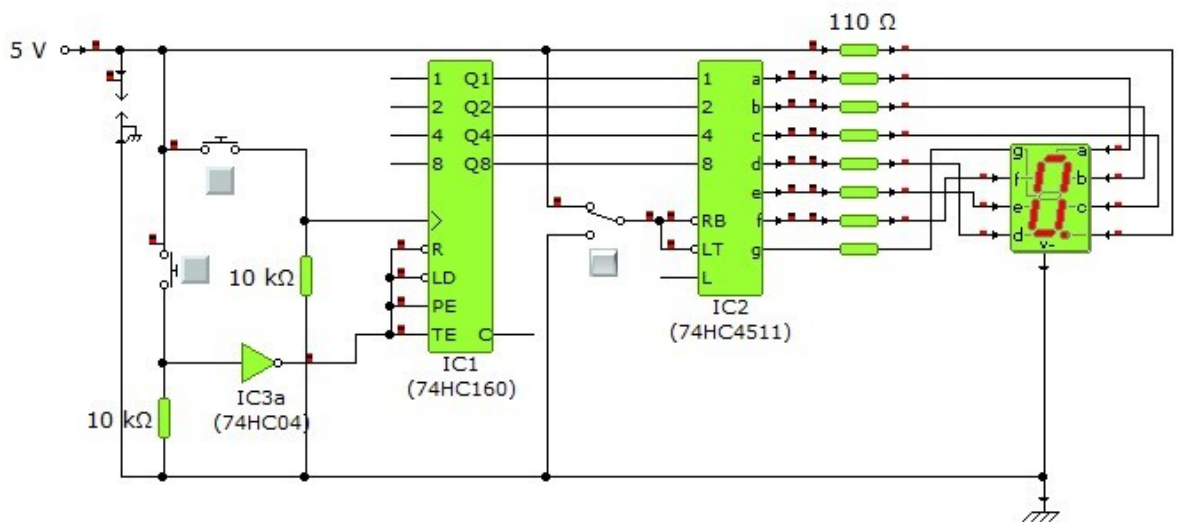 110 Ω
5 V
1 Q1
2 Q2
4 Q4
8 Q8
R
LD
PE
TE C
IC1
(74HC160)
1 a
2 b
4 c
8 d
e
RB f
LT g
L
IC2
(74HC4511)
g a
f b
e c
d
v-
10 kΩ
IC3a
(74HC04)
10 kΩ